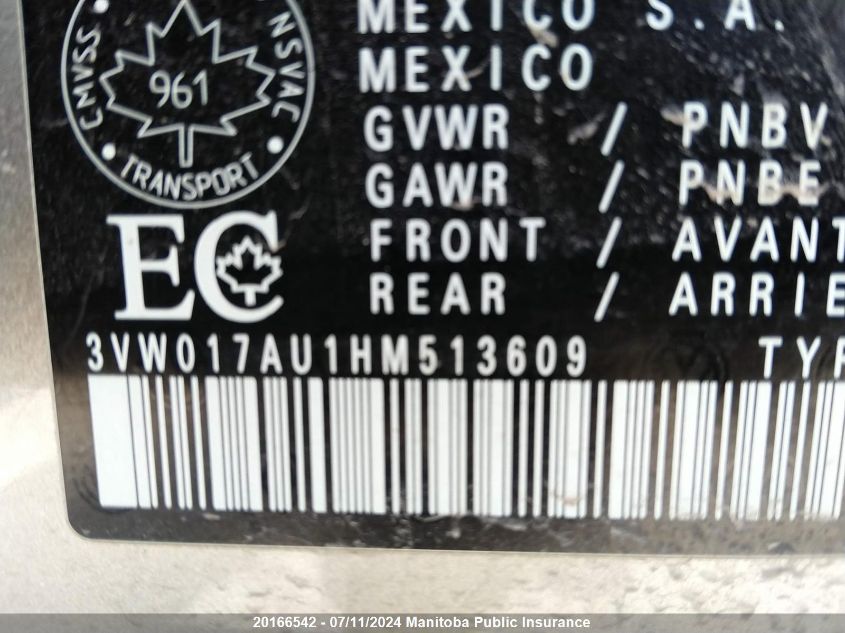 CMVSS NSVAC
961
TRANSPORT
EC
MEXICO S.A.
MEXICO
GVWR / PNBV
GAWR / PNBE
FRONT / AVANT
REAR / ARRIE
3VW017AU1HM513609 TYP
20166542 - 07/11/2024 Manitoba Public Insurance